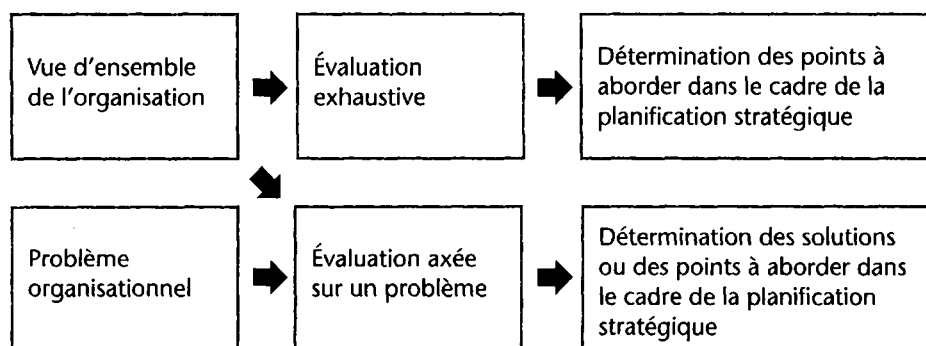 Vue d'ensemble
de l'organisation
Évaluation
exhaustive
Détermination des points à
aborder dans le cadre de la
planification stratégique
Problème
organisationnel
Évaluation axée
sur un problème
Détermination des solutions
ou des points à aborder dans
le cadre de la planification
stratégique